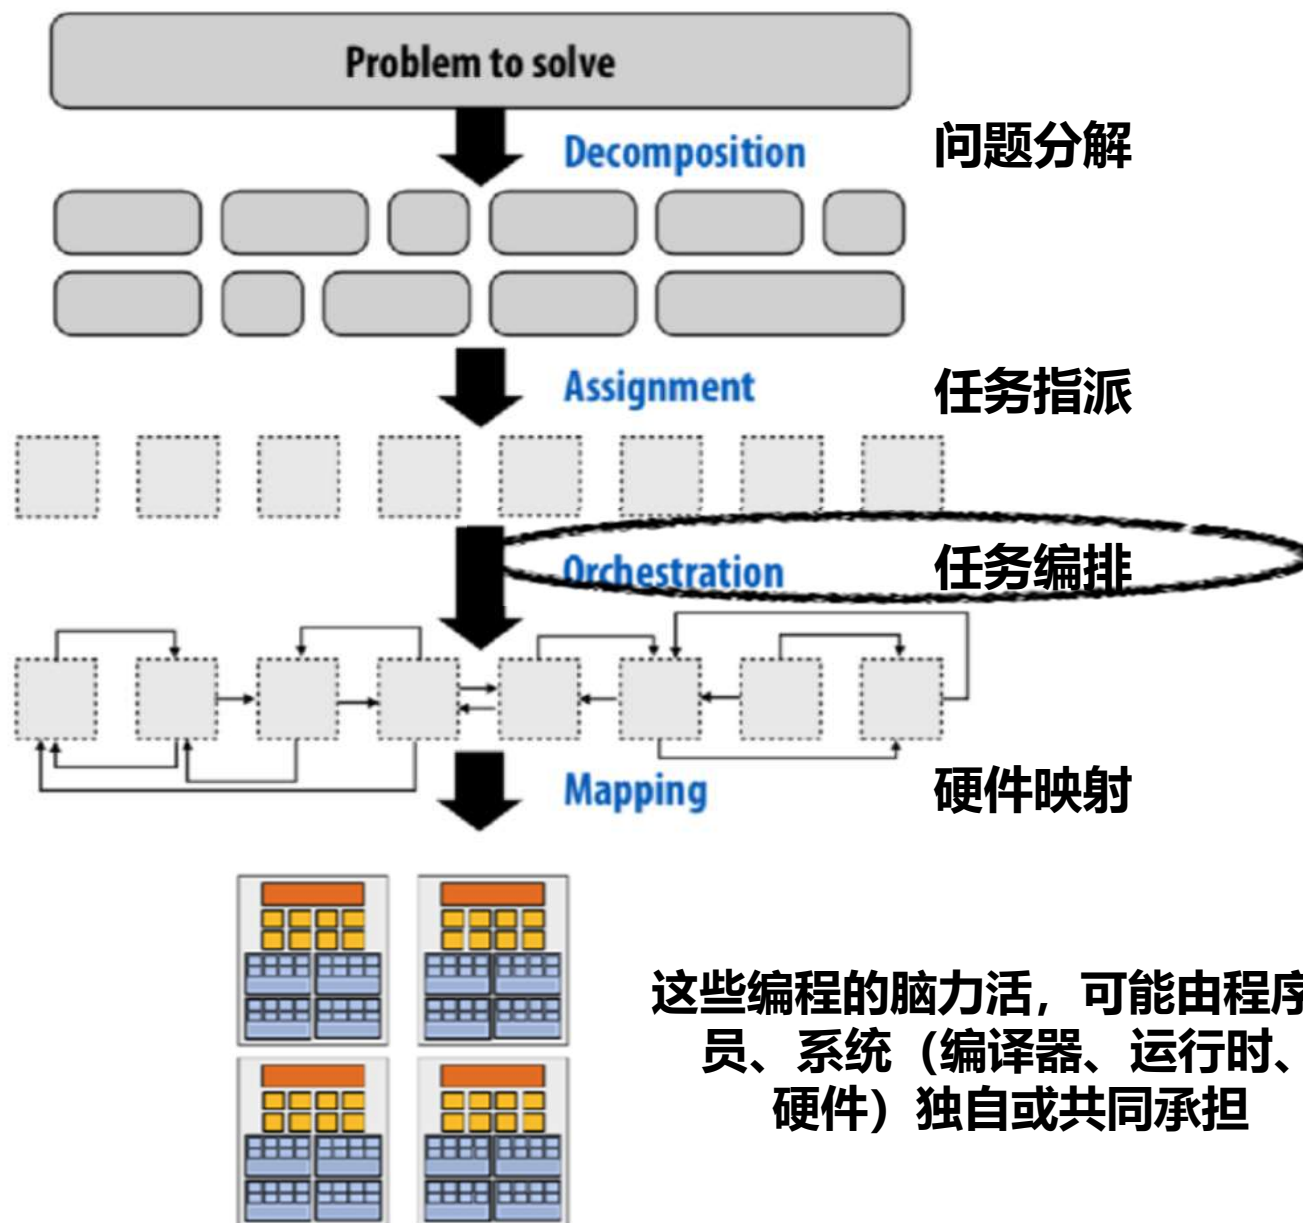 Problem to solve
Decomposition 问题分解
Assignment 任务指派
Orchestration 任务编排
Mapping 硬件映射
这些编程的脑力活，可能由程序
员、系统（编译器、运行时、
硬件）独自或共同承担